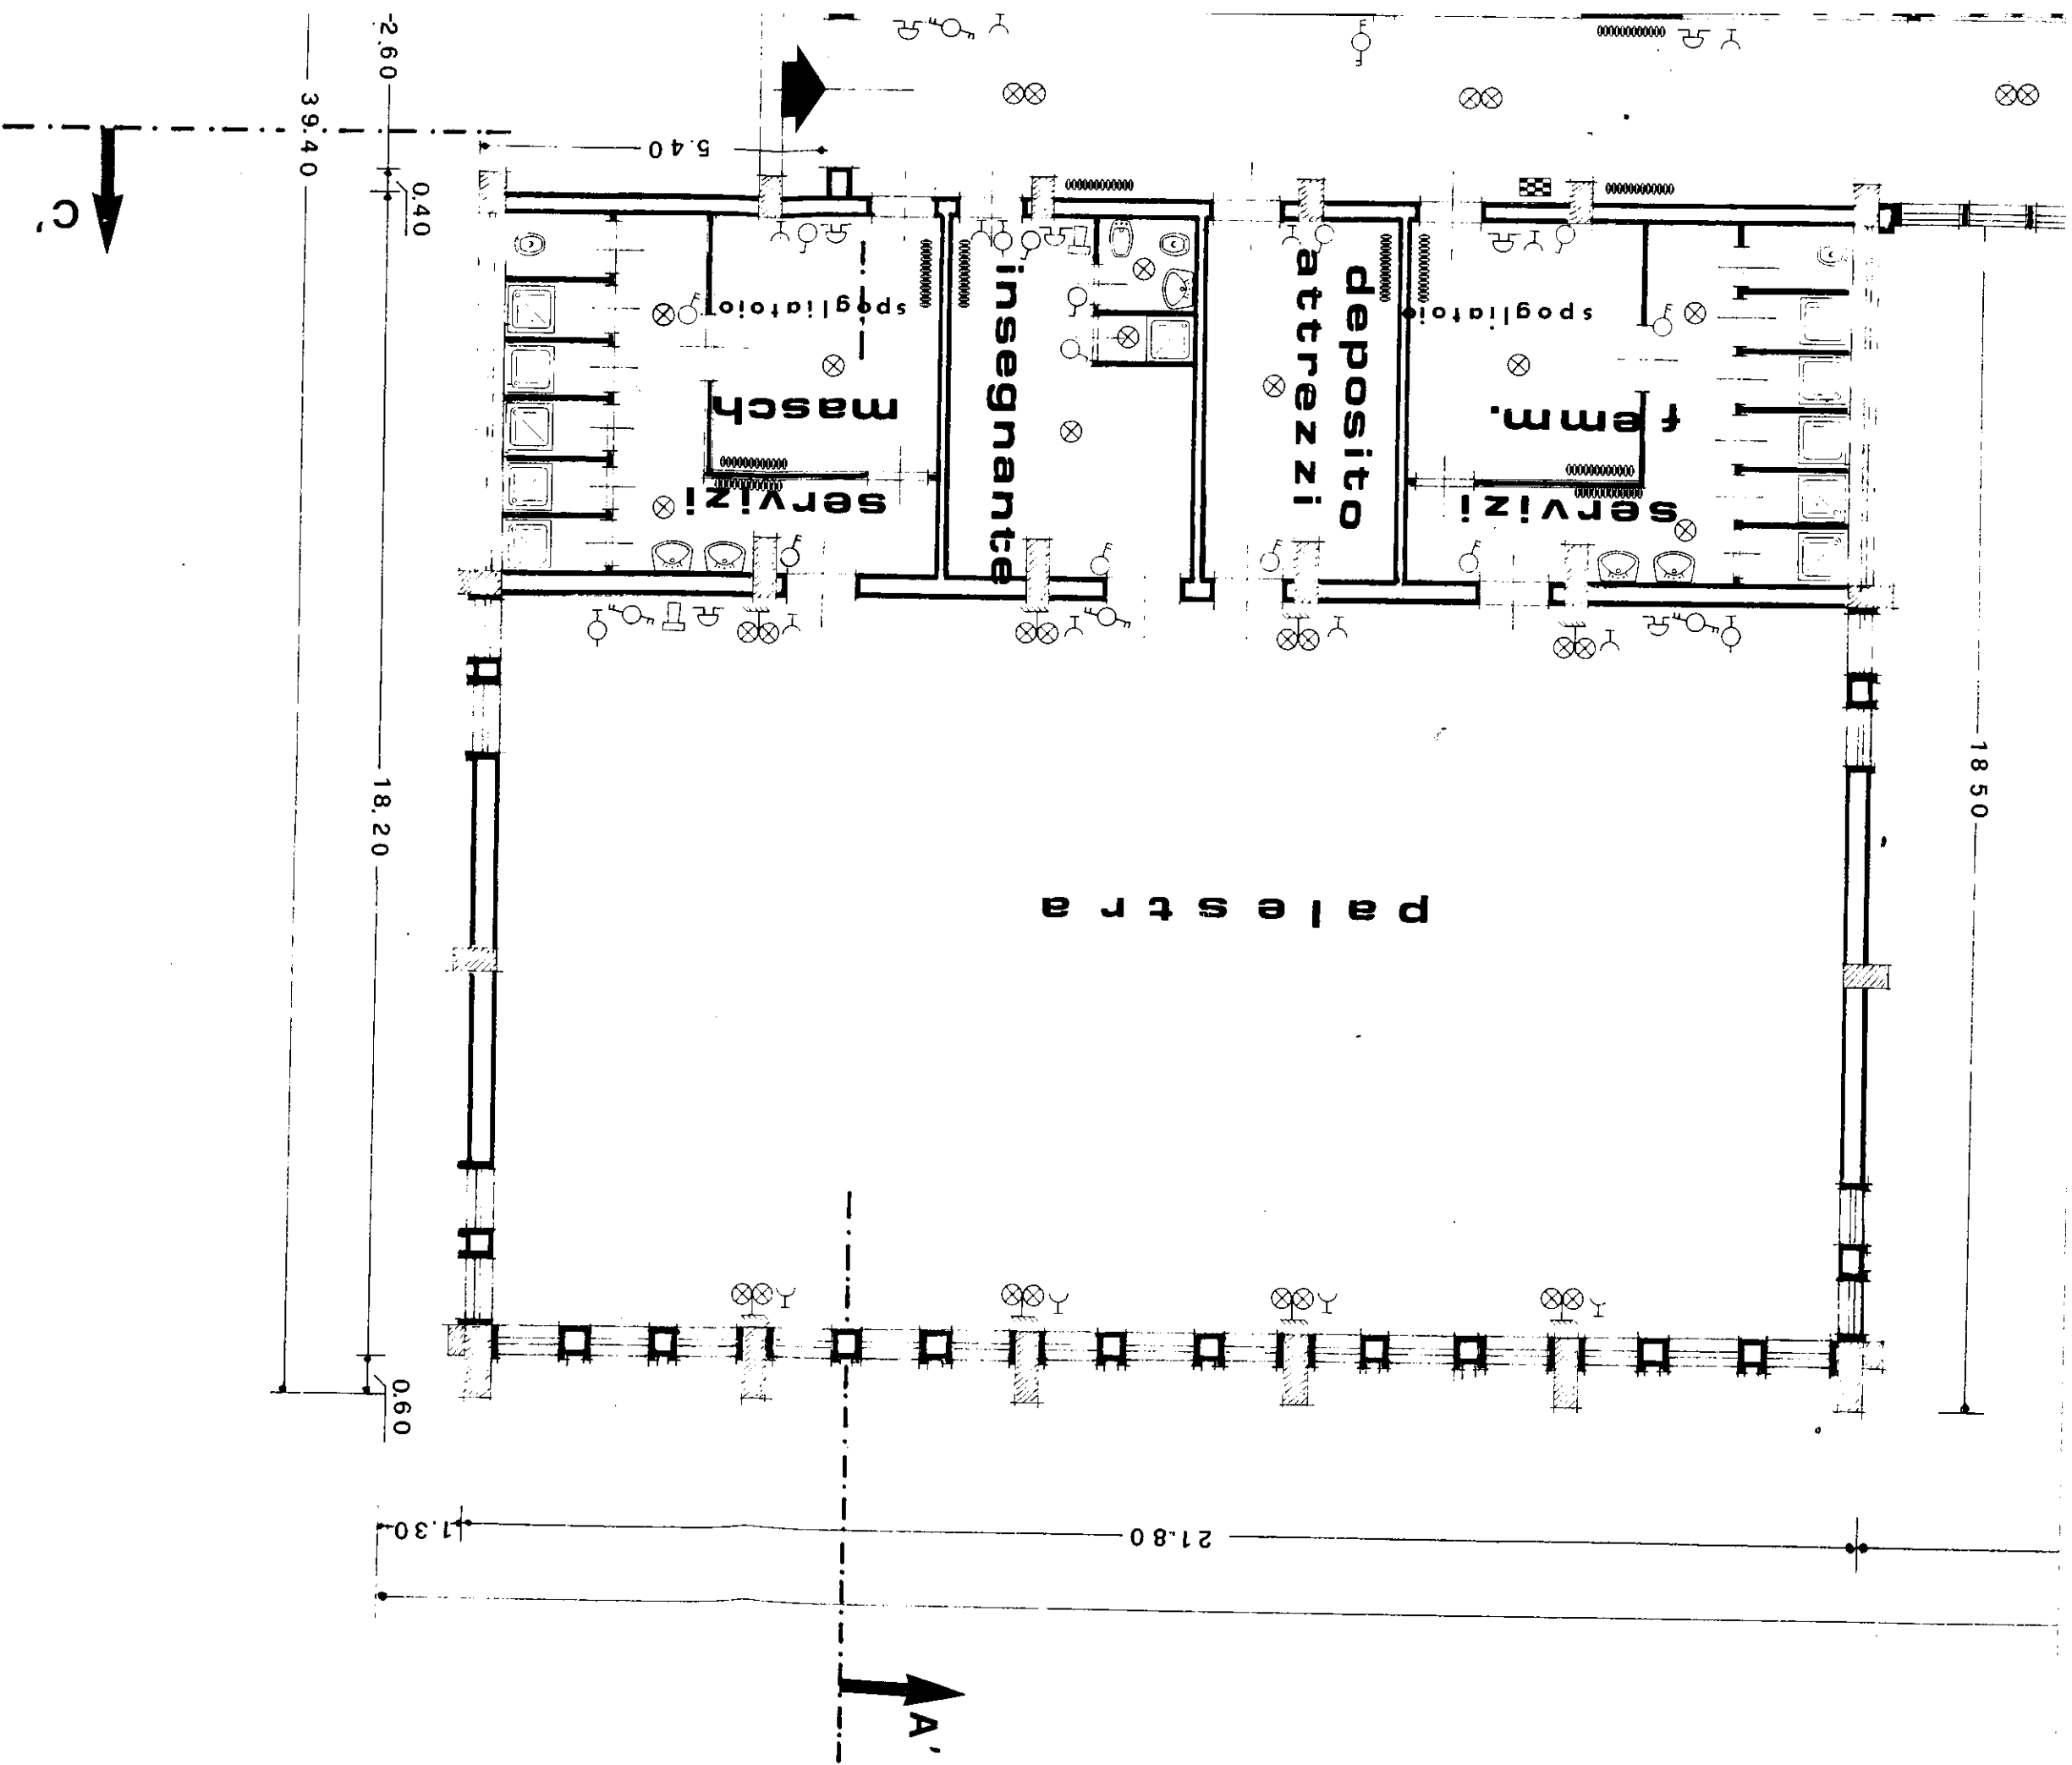 2.60
39.40
5.40
0.40
C'
spogliatoio
masch
servizi
insegnante
deposito
attrezzi
spogliatoio
femm.
servizi
18.20
18 50
palestra
0.60
1.30
21.80
A'